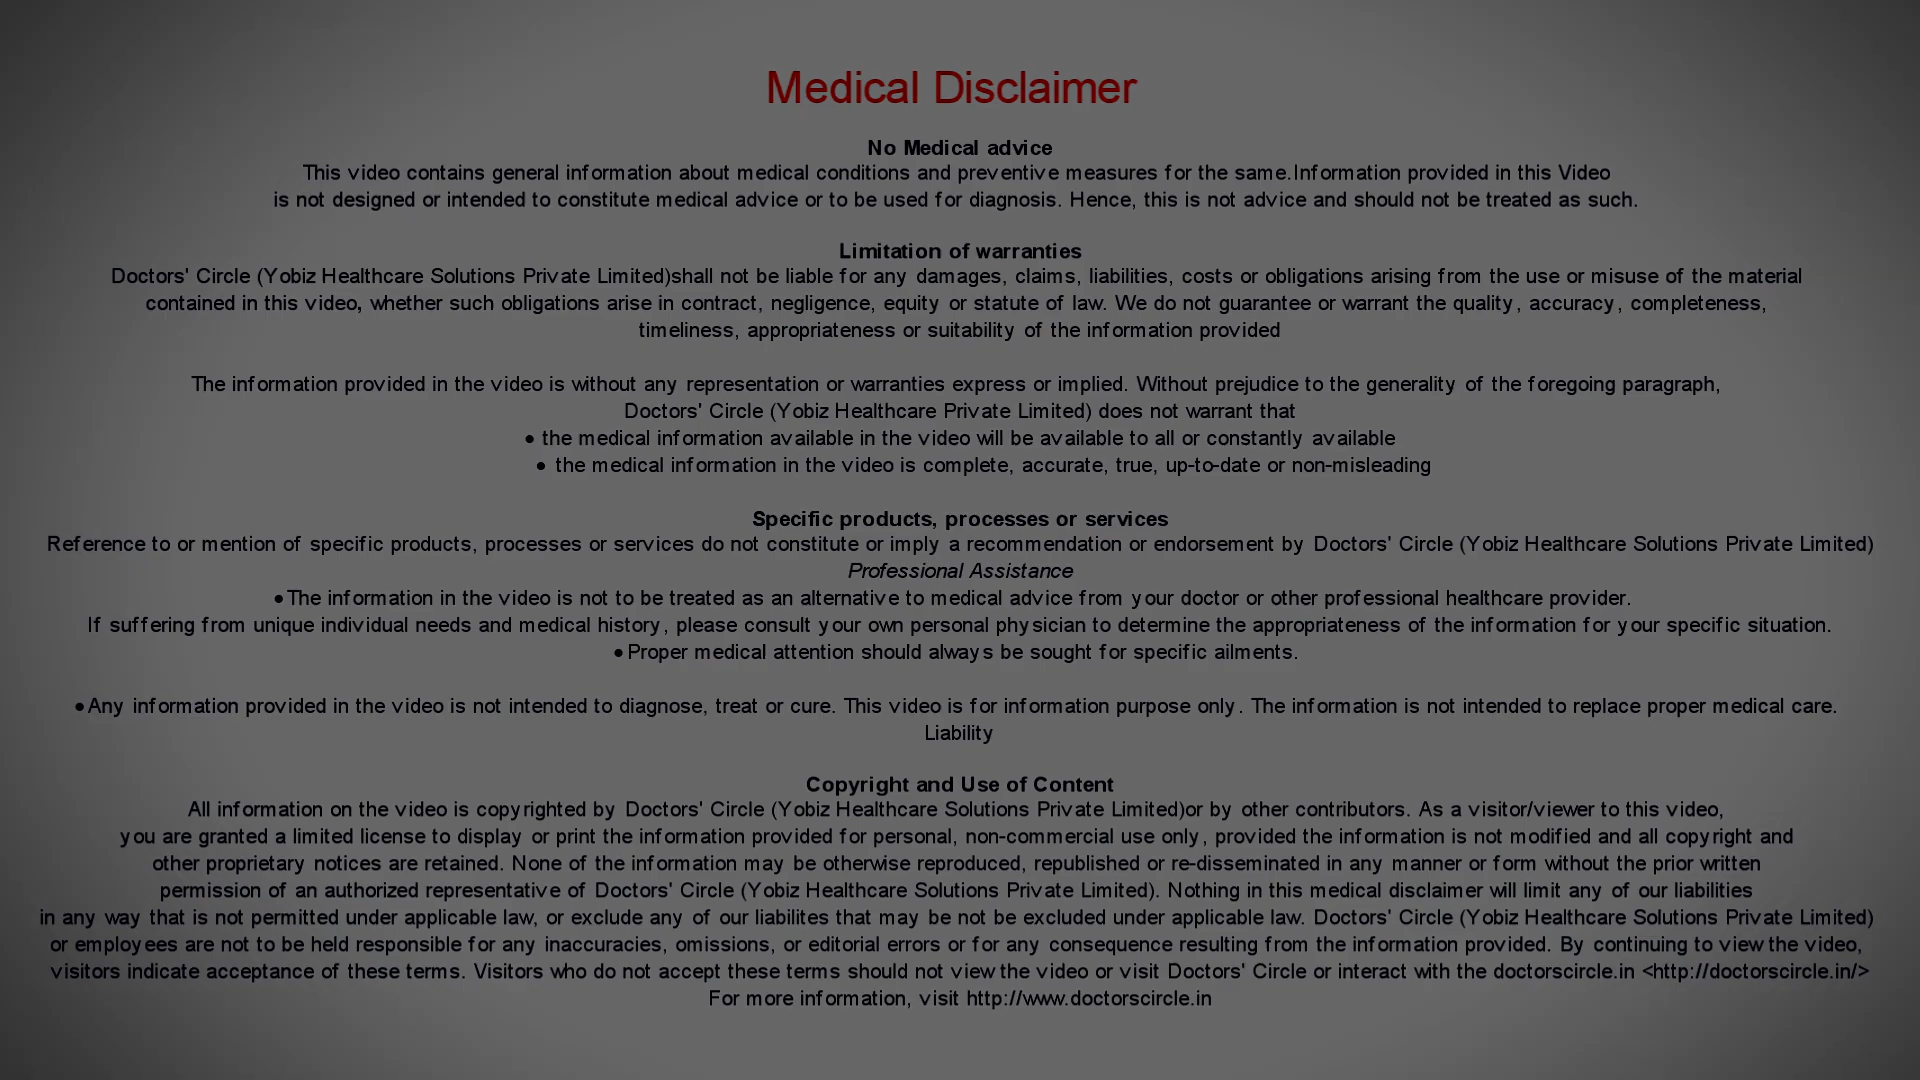 Medical Disclaimer
No Medical advice
This video contains general information about medical conditions and preventive measures for the same.Information provided in this Video
is not designed or intended to constitute medical advice or to be used for diagnosis. Hence, this is not advice and should not be treated as such.
Limitation of warranties
Doctors' Circle (Yobiz Healthcare Solutions Private Limited)shall not be liable for any damages, claims, liabilities, costs or obligations arising from the use or misuse of the material
contained in this video, whether such obligations arise in contract, negligence, equity or statute of law. We do not guarantee or warrant the quality, accuracy, completeness,
timeliness, appropriateness or suitability of the information provided
The information provided in the video is without any representation or warranties express or implied. Without prejudice to the generality of the foregoing paragraph,
Doctors' Circle (Yobiz Healthcare Private Limited) does not warrant that
• the medical information available in the video will be available to all or constantly available
• the medical information in the video is complete, accurate, true, up-to-date or non-misleading
Specific products, processes or services
Reference to or mention of specific products, processes or services do not constitute or imply a recommendation or endorsement by Doctors' Circle (Yobiz Healthcare Solutions Private Limited)
Professional Assistance
•The information in the video is not to be treated as an alternative to medical advice from your doctor or other professional healthcare provider.
If suffering from unique individual needs and medical history, please consult your own personal physician to determine the appropriateness of the information for your specific situation.
•Proper medical attention should always be sought for specific ailments.
•Any information provided in the video is not intended to diagnose, treat or cure. This video is for information purpose only. The information is not intended to replace proper medical care.
Liability
Copyright and Use of Content
All information on the video is copyrighted by Doctors' Circle (Yobiz Healthcare Solutions Private Limited)or by other contributors. As a visitor/viewer to this video,
you are granted a limited license to display or print the information provided for personal, non-commercial use only, provided the information is not modified and all copyright and
other proprietary notices are retained. None of the information may be otherwise reproduced, republished or re-disseminated in any manner or form without the prior written
permission of an authorized representative of Doctors' Circle (Yobiz Healthcare Solutions Private Limited). Nothing in this medical disclaimer will limit any of our liabilities
in any way that is not permitted under applicable law, or exclude any of our liabilites that may be not be excluded under applicable law. Doctors' Circle (Yobiz Healthcare Solutions Private Limited)
or employees are not to be held responsible for any inaccuracies, omissions, or editorial errors or for any consequence resulting from the information provided. By continuing to view the video,
visitors indicate acceptance of these terms. Visitors who do not accept these terms should not view the video or visit Doctors' Circle or interact with the doctorscircle.in <http://doctorscircle.in/>
For more information, visit http://www.doctorscircle.in